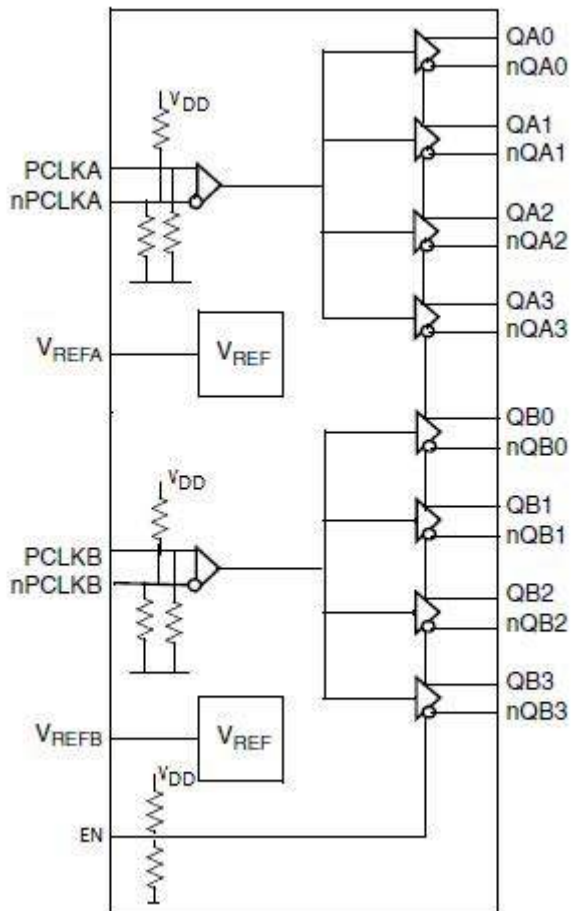 QA0
nQA0
VDD
QA1
PCLKA
nQA1
nPCLKA
QA2
nQA2
QA3
nQA3
VREFA
VREF
QB0
nQB0
VDD
QB1
PCLKB
nQB1
nPCLKB
QB2
nQB2
QB3
nQB3
VREFB
VREF
VDD
EN